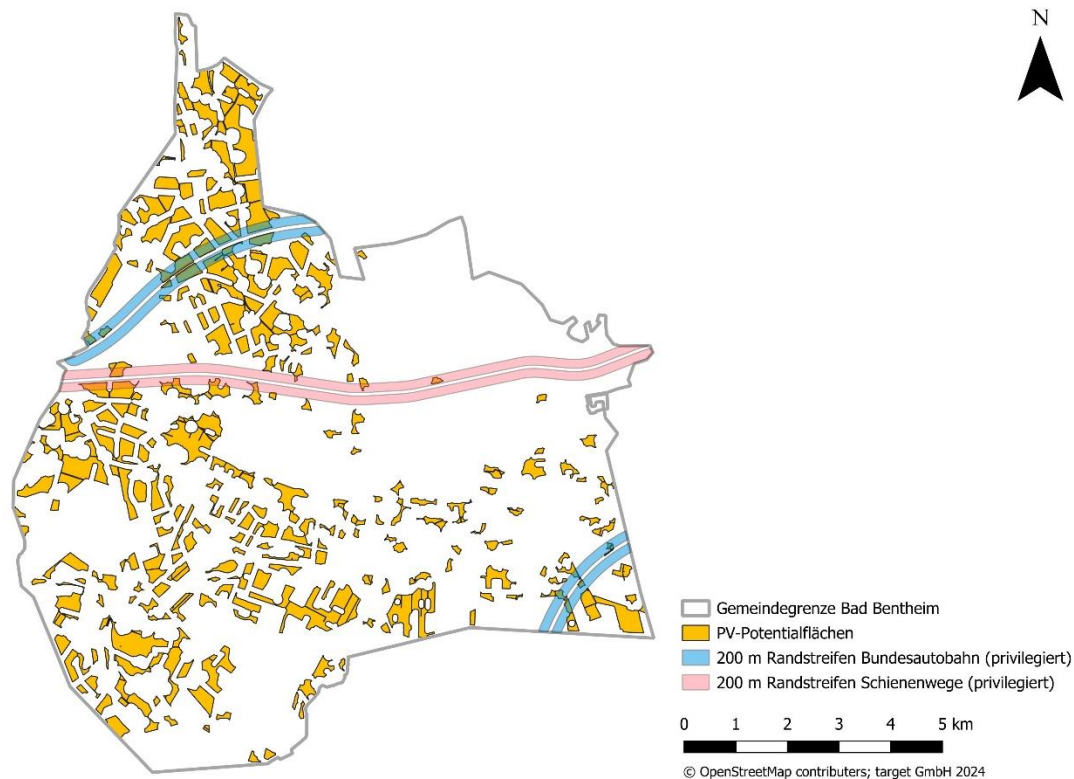 N
Gemeindegrenze Bad Bentheim
PV-Potentialflächen
200 m Randstreifen Bundesautobahn (privilegiert)
200 m Randstreifen Schienenwege (privilegiert)
0 1 2 3 4 5 km
© OpenStreetMap contributers; target GmbH 2024